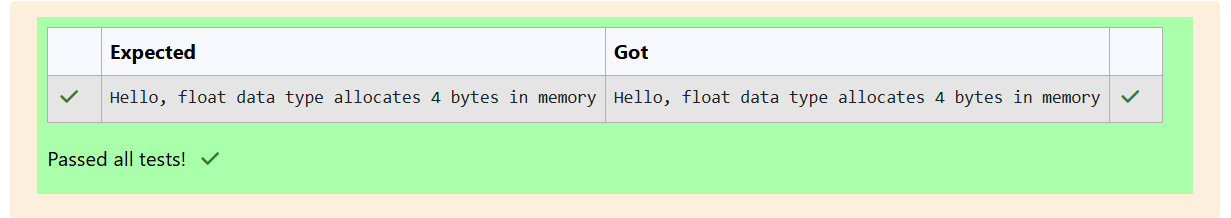 Expected Got
Hello, float data type allocates 4 bytes in memory Hello, float data type allocates 4 bytes in memory
Passed all tests!